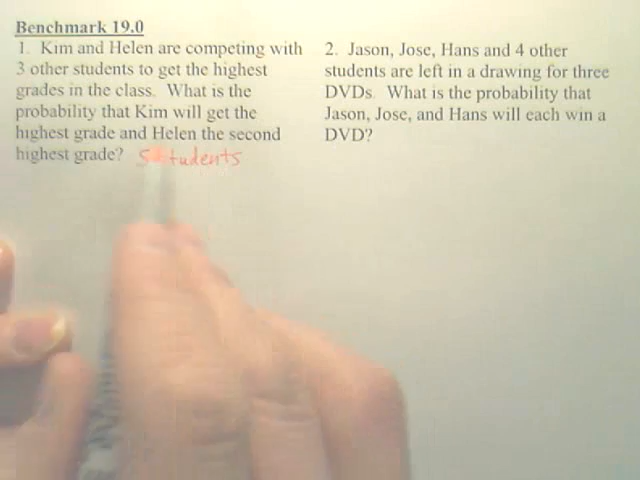 Benchmark 19.0
1. Kim and Helen are competing with
3 other students to get the highest
grades in the class. What is the
probability that Kim will get the
highest grade and Helen the second
highest grade? 5 students
2. Jason, Jose, Hans and 4 other
students are left in a drawing for three
DVDs. What is the probability that
Jason, Jose, and Hans will each win a
DVD?